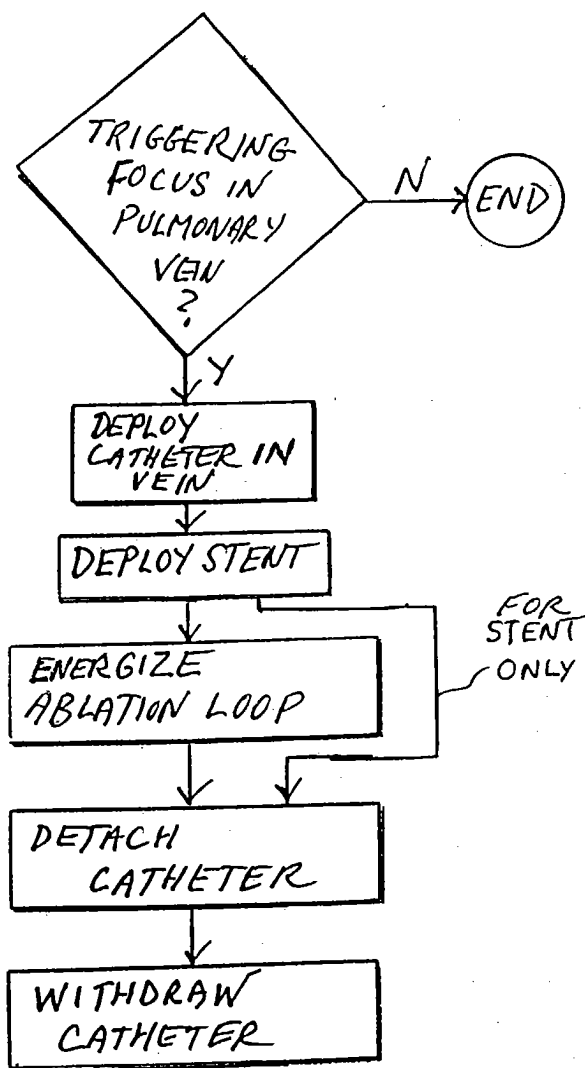 TRIGGERING
FOCUS IN
PULMONARY
VEIN
?
N
END
Y
DEPLOY
CATHETER IN
VEIN
DEPLOY STENT
FOR
STENT
ONLY
ENERGIZE
ABLATION LOOP
DETACH
CATHETER
WITHDRAW
CATHETER